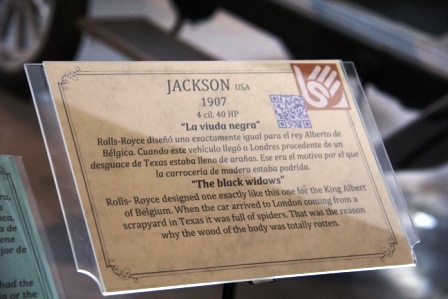 JACKSON USA
1907
4 cil. 40 HP
"La viuda negra"
Rolls-Royce diseñó uno exactamente igual para el rey Alberto de
Bélgica. Cuando este vehículo llegó a Londres procedente de un
desguace de Texas estaba lleno de arañas. Ese era el motivo por el que
la carrocería de madera estaba podrida.
"The black widows"
Rolls- Royce designed one exactly like this one for the King Albert
of Belgium. When the car arrived to London coming from a
scrapyard in Texas it was full of spiders. That was the reason
why the wood of the body was totally rotten.
had the
or the